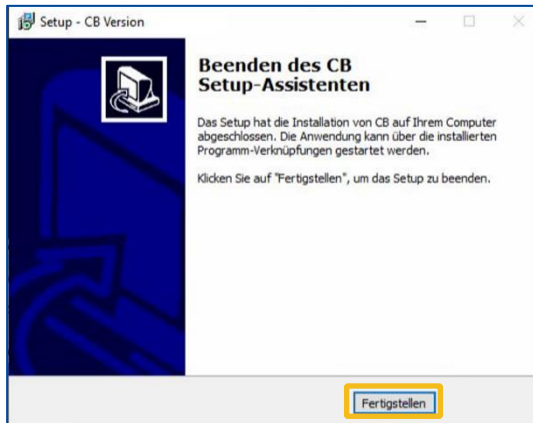 Setup - CB Version
Beenden des CB
Setup-Assistenten
Das Setup hat die Installation von CB auf Ihrem Computer
abgeschlossen. Die Anwendung kann über die installierten
Programm-Verknüpfungen gestartet werden.
Klicken Sie auf "Fertigstellen", um das Setup zu beenden.
Fertigstellen